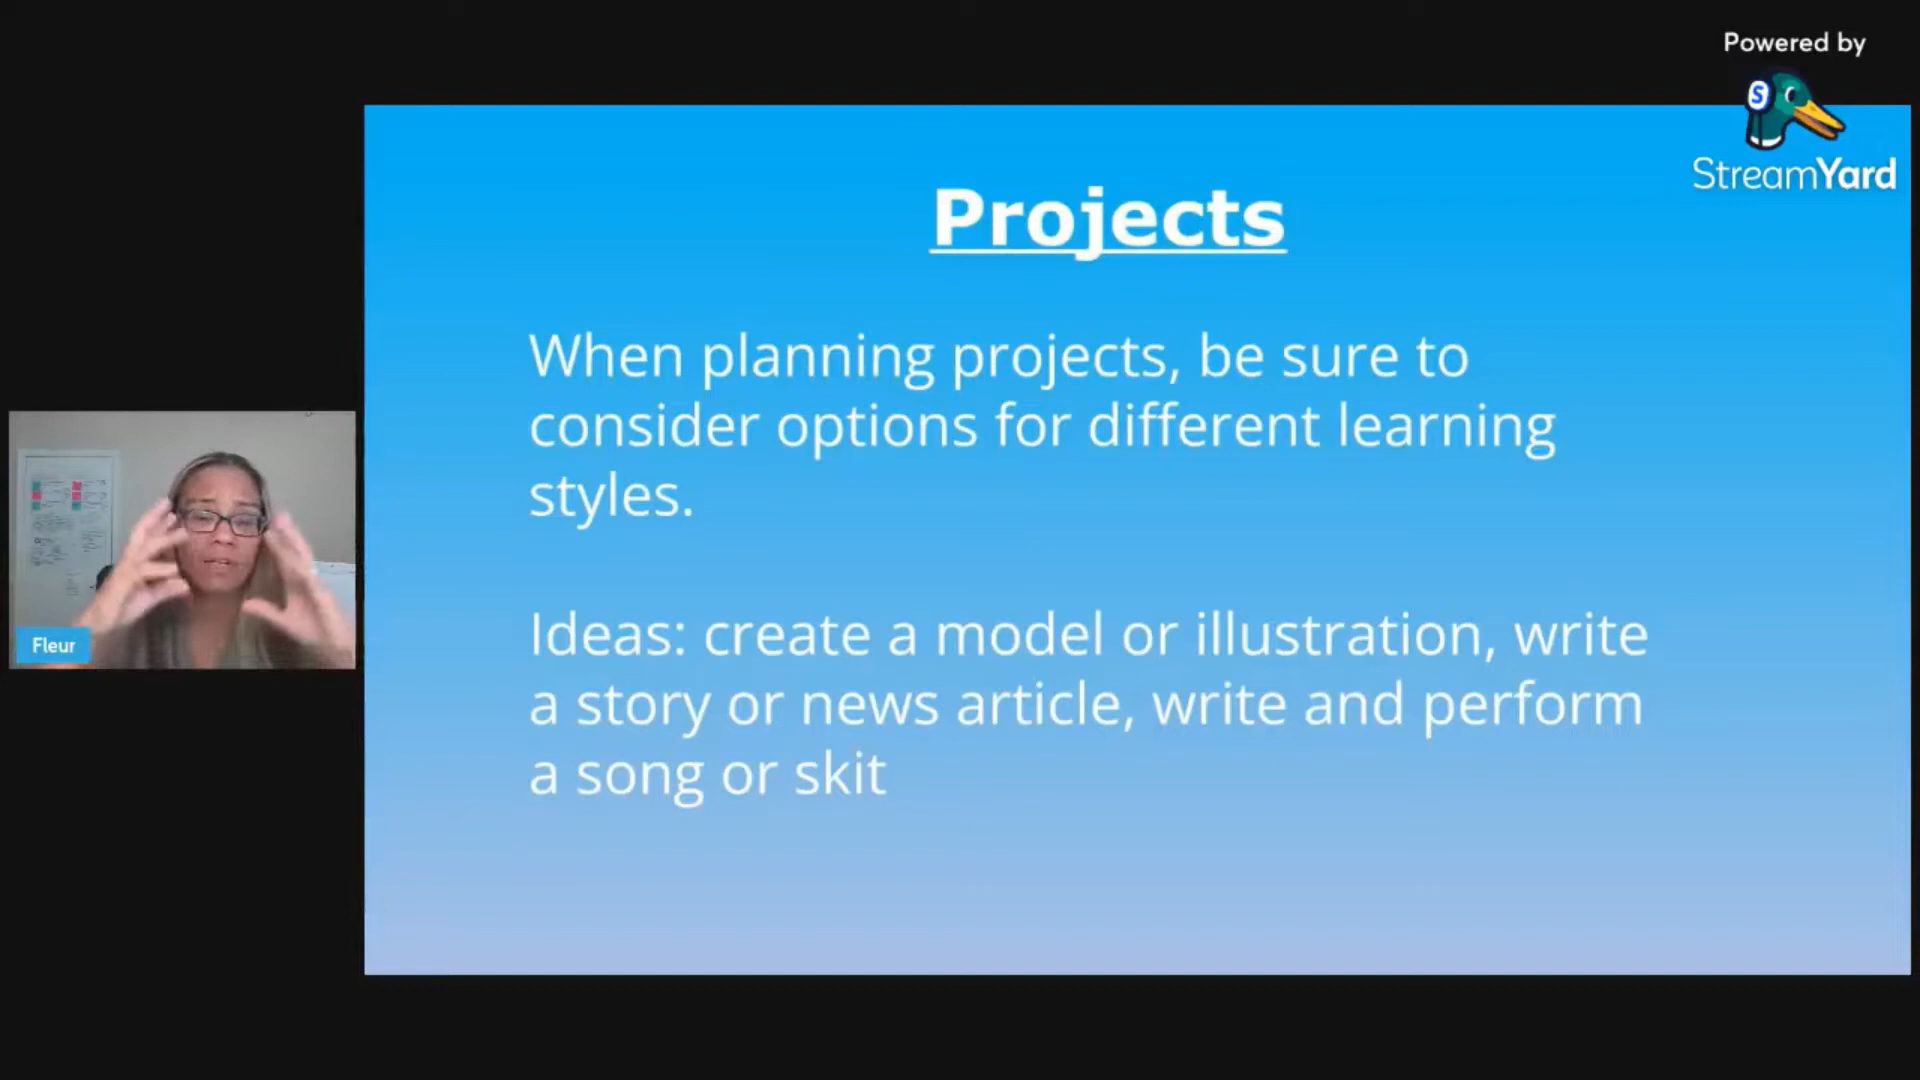 Powered by
S
StreamYard
Projects
When planning projects, be sure to
consider options for different learning
styles.
Ideas: create a model or illustration, write
a story or news article, write and perform
a song or skit
Fleur